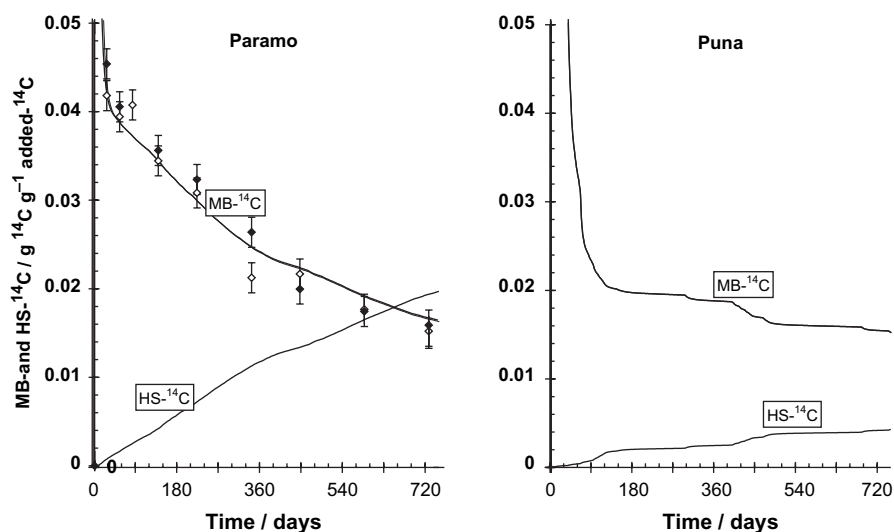 Paramo
Puna
MB-and HS-¹⁴C / g ¹⁴C g⁻¹ added-¹⁴C
0.05
0.04
0.03
0.02
0.01
0
0
MB-¹⁴C
HS-¹⁴C
0 180 360 540 720
Time / days
0.05
0.04
0.03
0.02
0.01
0
MB-¹⁴C
HS-¹⁴C
0 180 360 540 720
Time / days